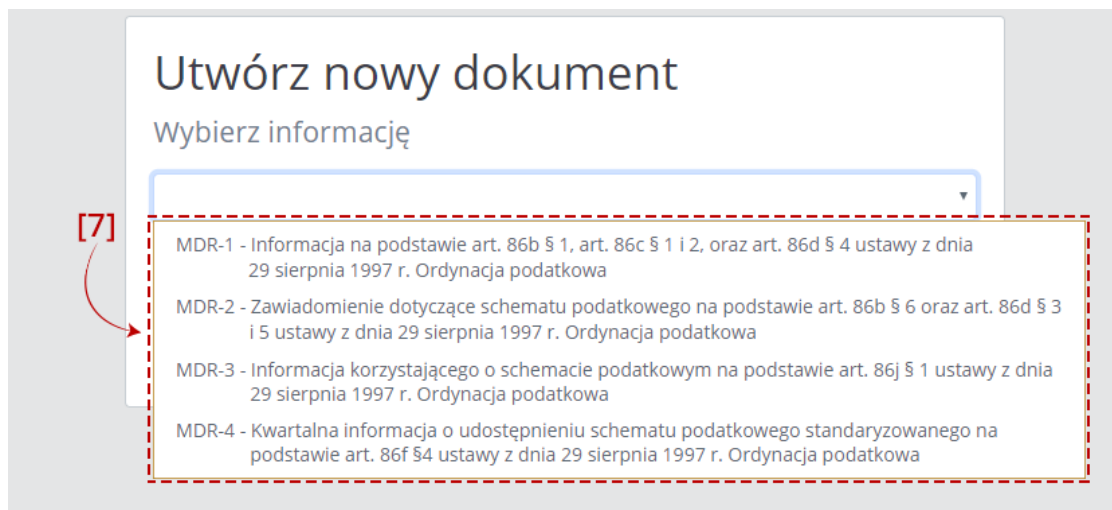 Utwórz nowy dokument
Wybierz informację
[7]
MDR-1 - Informacja na podstawie art. 86b § 1, art. 86c § 1 i 2, oraz art. 86d § 4 ustawy z dnia
29 sierpnia 1997 r. Ordynacja podatkowa
MDR-2 - Zawiadomienie dotyczące schematu podatkowego na podstawie art. 86b § 6 oraz art. 86d § 3
i 5 ustawy z dnia 29 sierpnia 1997 r. Ordynacja podatkowa
MDR-3 - Informacja korzystającego o schemacie podatkowym na podstawie art. 86j § 1 ustawy z dnia
29 sierpnia 1997 r. Ordynacja podatkowa
MDR-4 - Kwartalna informacja o udostępnieniu schematu podatkowego standaryzowanego na
podstawie art. 86f §4 ustawy z dnia 29 sierpnia 1997 r. Ordynacja podatkowa